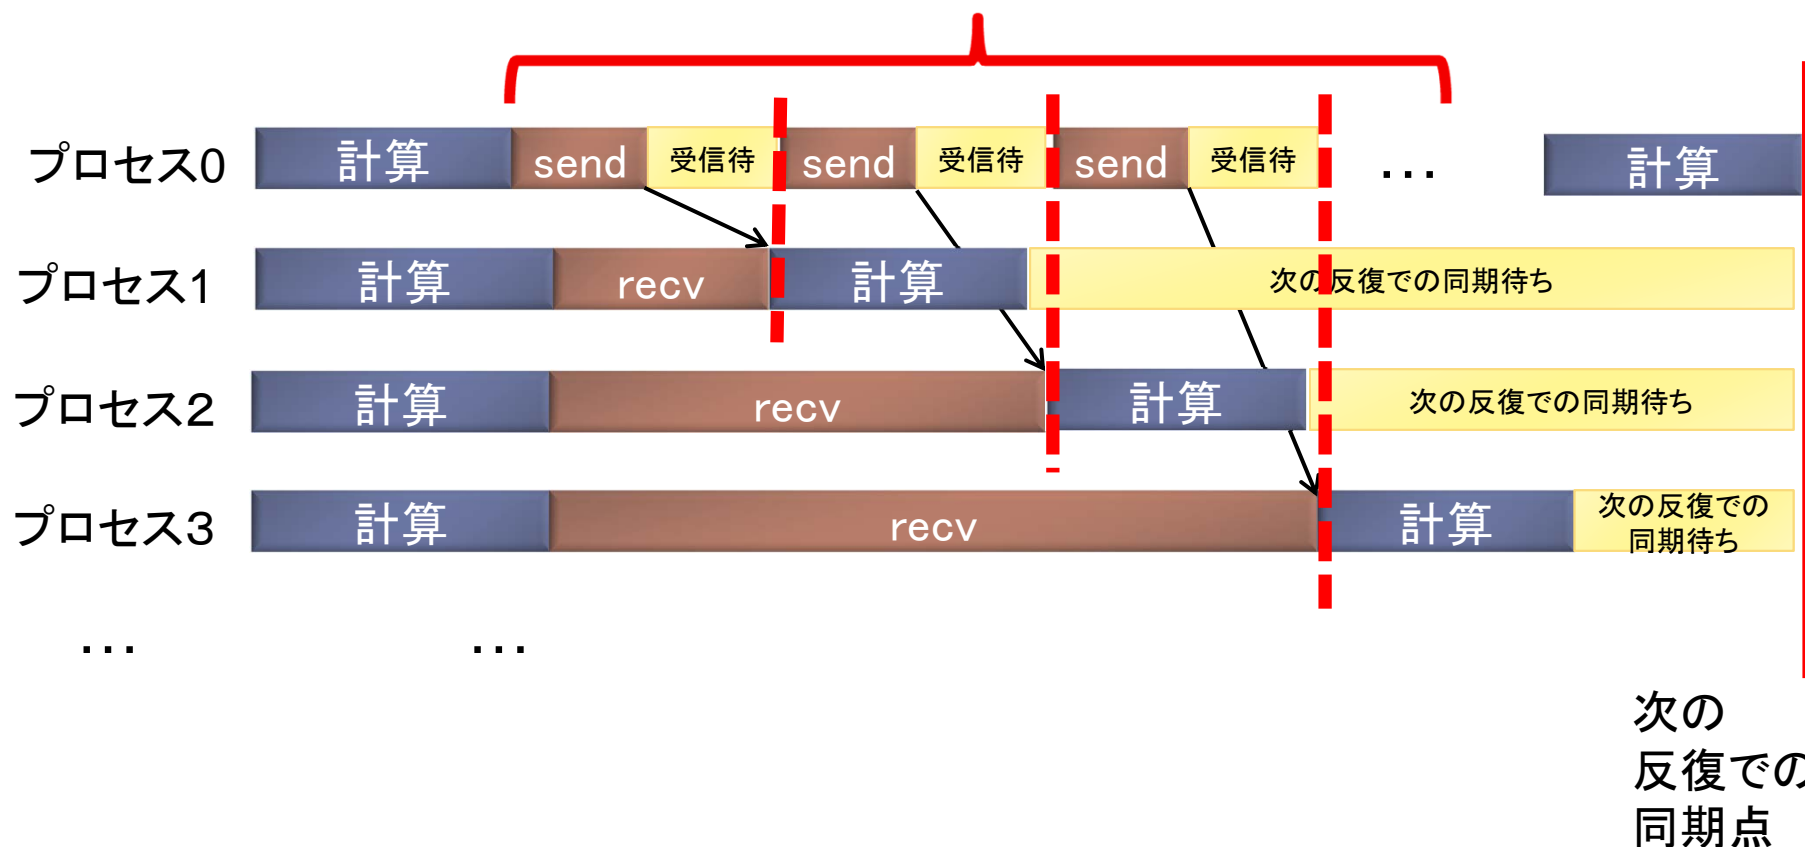 プロセス0 計算 send 受信待 send 受信待 send 受信待 … 計算
プロセス1 計算 recv 計算 次の反復での同期待ち
プロセス2 計算 recv 計算 次の反復での同期待ち
プロセス3 計算 recv 計算 次の反復での
同期待ち
… …
次の
反復での
同期点